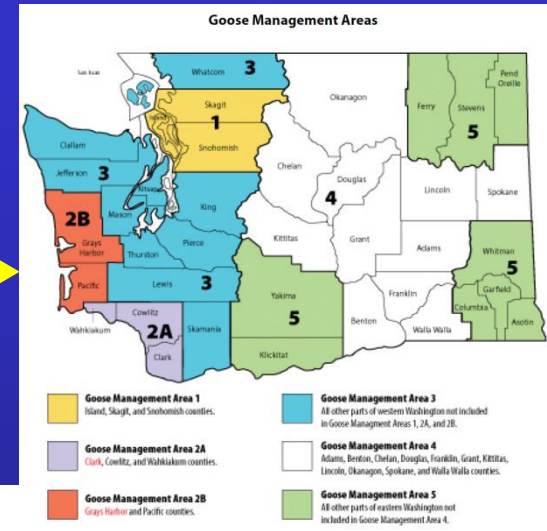 Goose Management Areas
San Juan
Whatcom
3
Skagit
Island
1
Snohomish
Okanagon
Ferry
Stevens
Pend
Oreille
5
Clallam
Jefferson
3
Kitsap
Chelan
Douglas
4
Lincoln
Spokane
2B
Mason
King
Grays
Harbor
Pierce
Kittitas
Grant
Adams
Whitman
5
Thurston
Pacific
Lewis
3
Yakima
5
Franklin
Garfield
Columbia
Asotin
Wahkiakum
Cowlitz
2A
Clark
Skamania
Klickitat
Benton
Walla Walla
Goose Management Area 1
Island, Skagit, and Snohomish counties.
Goose Management Area 2A
Clark, Cowlitz, and Wahkiakum counties.
Goose Management Area 2B
Grays Harbor and Pacific counties.
Goose Management Area 3
All other parts of western Washington not included
in Goose Managment Areas 1, 2A, and 2B.
Goose Management Area 4
Adams, Benton, Chelan, Douglas, Franklin, Grant, Kittitas,
Lincoln, Okanagon, Spokane, and Walla Walla counties.
Goose Management Area 5
All other parts of eastern Washington not
included in Goose Management Area 4.